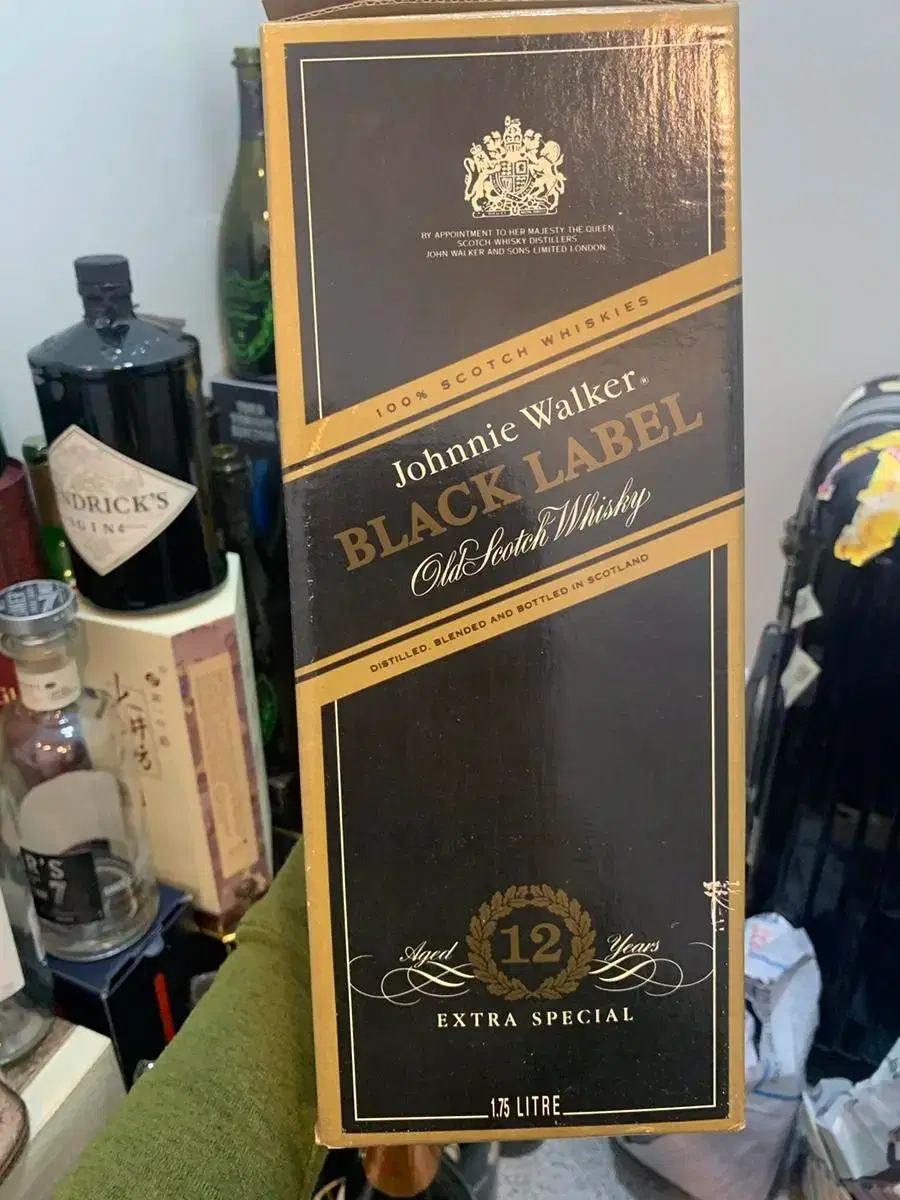 BY APPOINTMENT TO HER MAJESTY THE QUEEN
SCOTCH WHISKY DISTILLERS
JOHN WALKER AND SONS LIMITED LONDON
100% SCOTCH WHISKIES
Johnnie Walker®
BLACK LABEL
Old Scotch Whisky
DISTILLED, BLENDED AND BOTTLED IN SCOTLAND
Aged 12 Years
EXTRA SPECIAL
1.75 LITRE
NDRICK'S
GIN
R'S
7